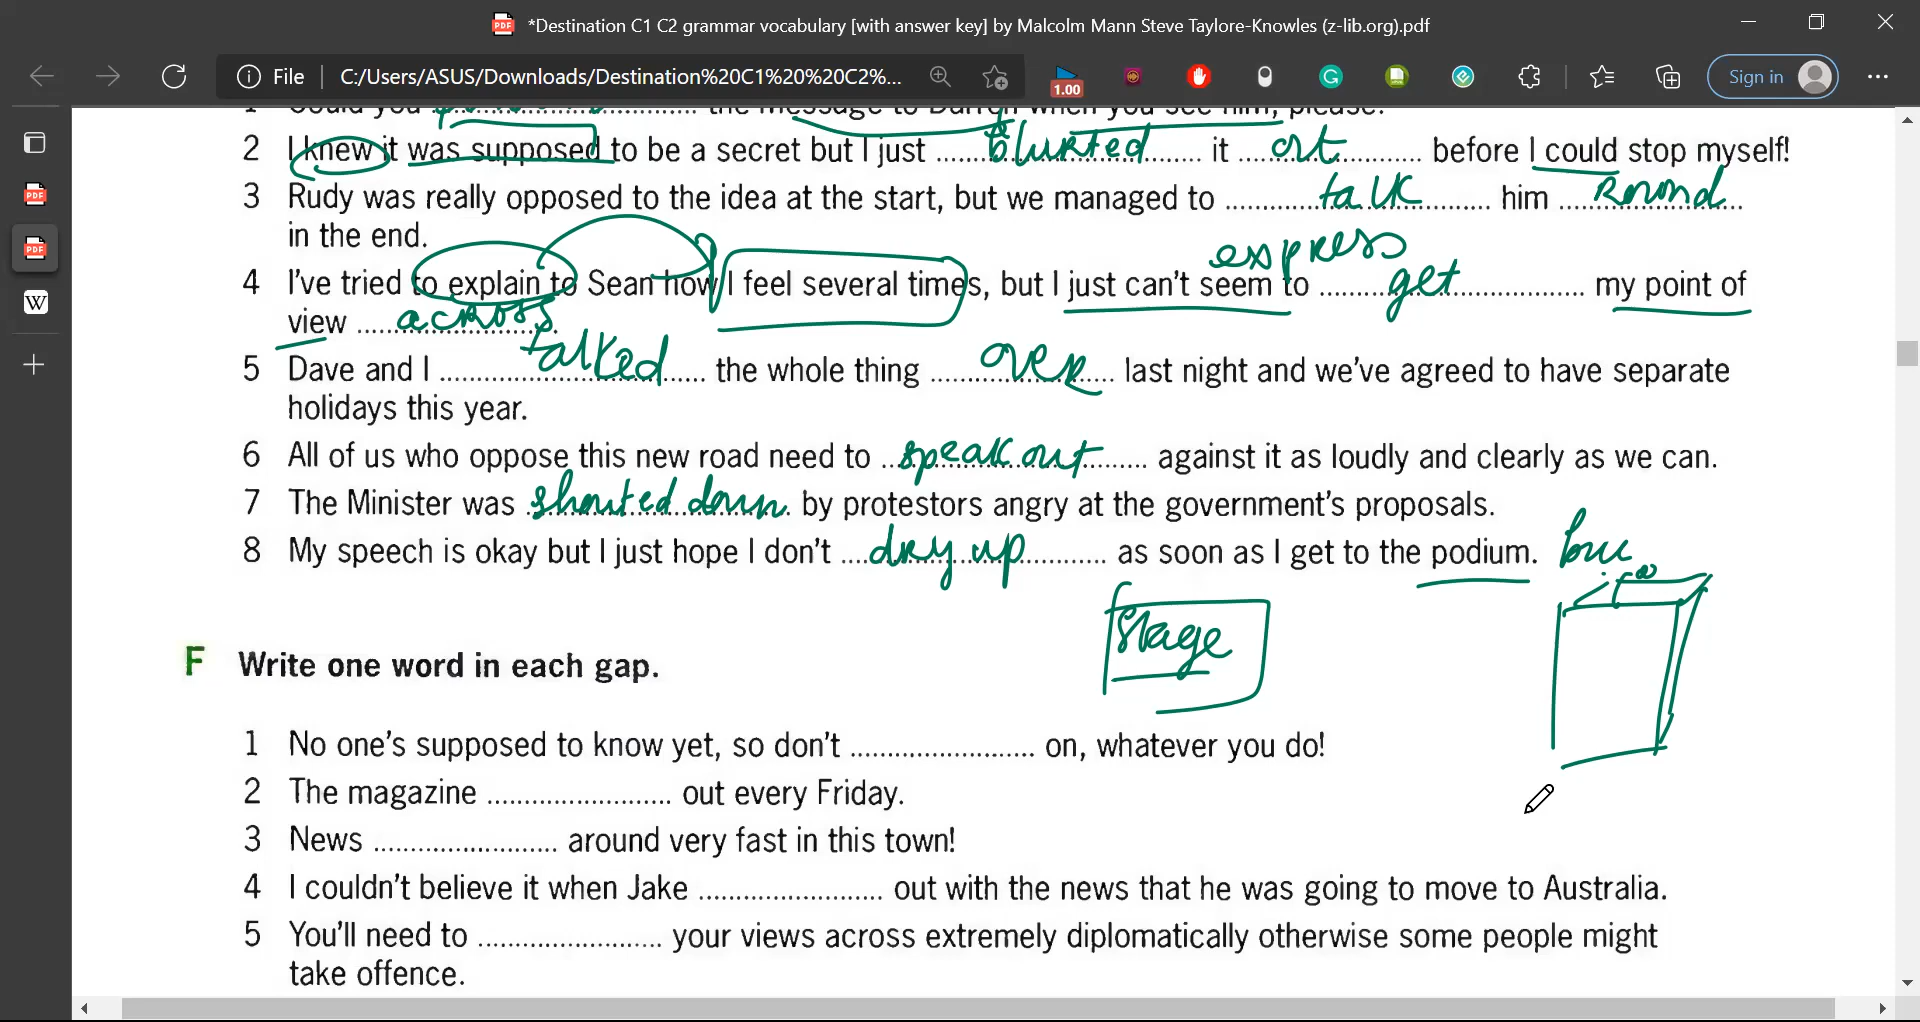 *Destination C1 C2 grammar vocabulary [with answer key] by Malcolm Mann Steve Taylore-Knowles (z-lib.org).pdf
File C:/Users/ASUS/Downloads/Destination%20C1%20%20C2%... 1.00 Sign in
1 Could you ........................ the message to Darren when you see him, please?
2 I knew it was supposed to be a secret but I just ........ blurted ........ it ... out ........ before I could stop myself!
3 Rudy was really opposed to the idea at the start, but we managed to ........ talk ........ him ... Round ...
in the end.
express
4 I've tried to explain to Sean how I feel several times, but I just can't seem to ........ get ........ my point of
view ... across ...
5 Dave and I ........ talked ... the whole thing ... over ... last night and we've agreed to have separate
holidays this year.
6 All of us who oppose this new road need to ... speak out ... against it as loudly and clearly as we can.
7 The Minister was ... shouted down ... by protestors angry at the government's proposals.
8 My speech is okay but I just hope I don't ... dry up ........ as soon as I get to the podium.
stage
F Write one word in each gap.
1 No one's supposed to know yet, so don't ........................ on, whatever you do!
2 The magazine ........................ out every Friday.
3 News ........................ around very fast in this town!
4 I couldn't believe it when Jake ........................ out with the news that he was going to move to Australia.
5 You'll need to ........................ your views across extremely diplomatically otherwise some people might
take offence.